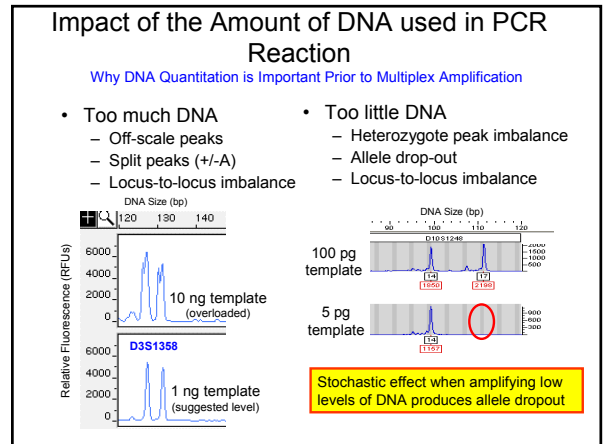 Impact of the Amount of DNA used in PCR
Reaction
Why DNA Quantitation is Important Prior to Multiplex Amplification
• Too much DNA
– Off-scale peaks
– Split peaks (+/-A)
– Locus-to-locus imbalance
DNA Size (bp)
120 130 140
Relative Fluorescence (RFUs)
6000
4000
2000
0
10 ng template
(overloaded)
D3S1358
6000
4000
2000
0
1 ng template
(suggested level)
• Too little DNA
– Heterozygote peak imbalance
– Allele drop-out
– Locus-to-locus imbalance
DNA Size (bp)
90 100 110 120
D10S1248
100 pg
template
2000
1500
1000
500
14 17
1850 2198
5 pg
template
900
600
300
14
1157
Stochastic effect when amplifying low
levels of DNA produces allele dropout